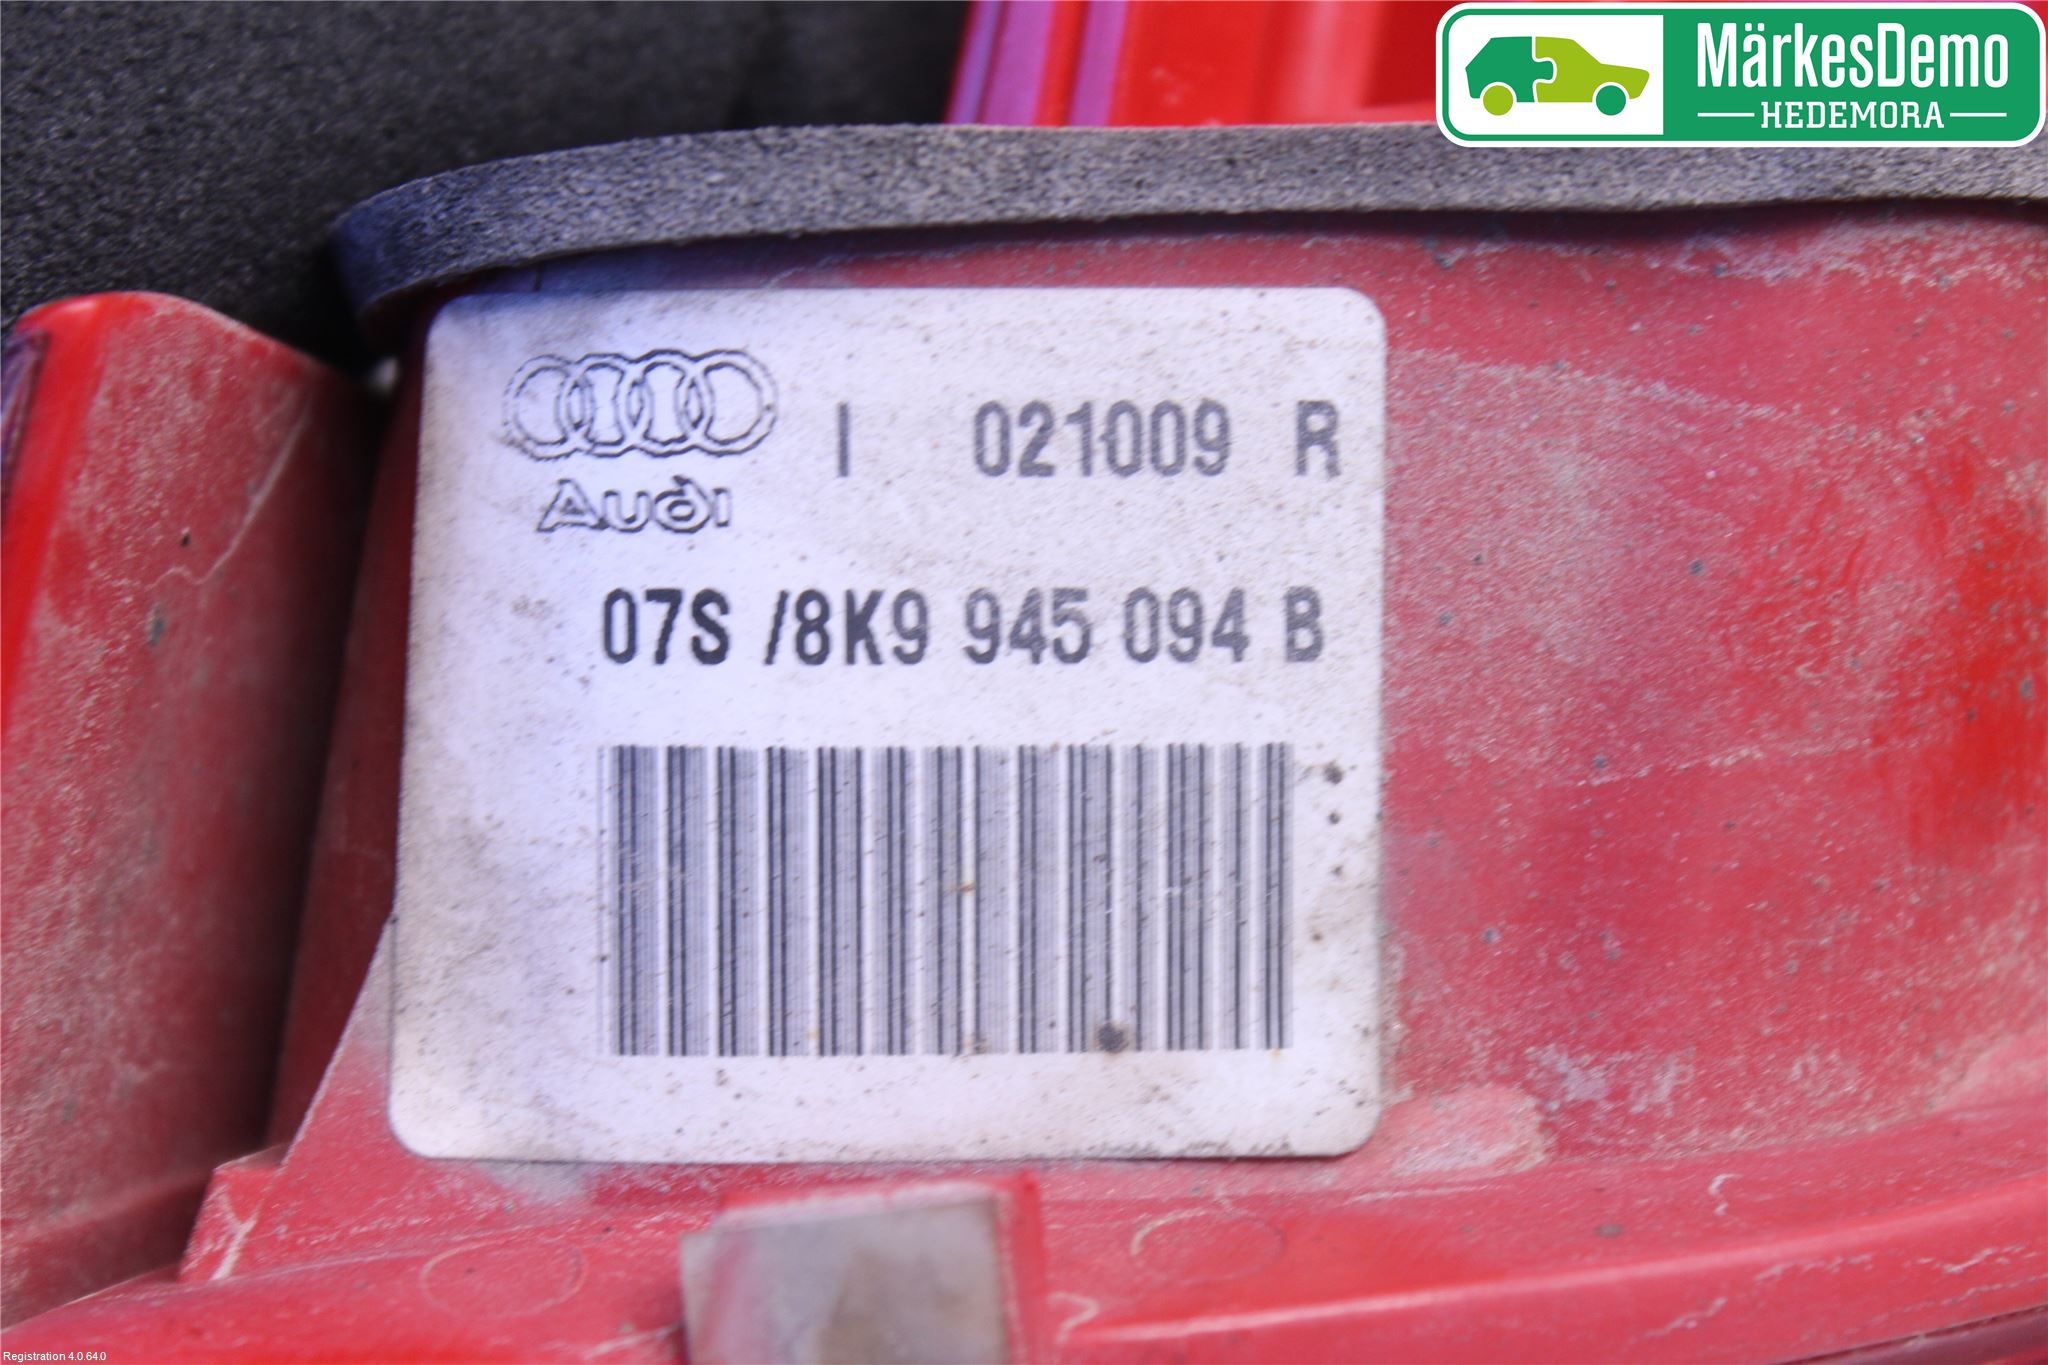 MärkesDemo
HEDEMORA
I 021009 R
Audi
07S /8K9 945 094 B
Registration 4.0.64.0